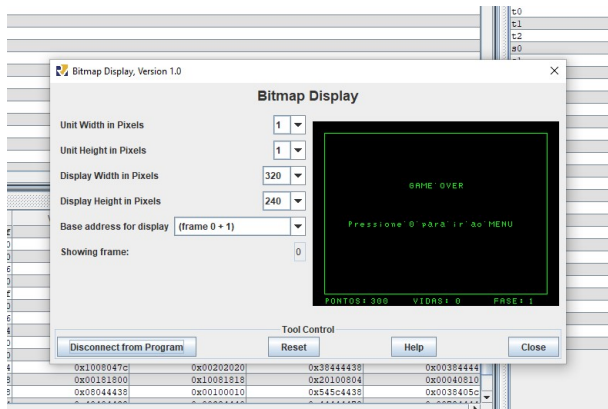 t0
t1
t2
s0
Bitmap Display, Version 1.0
Bitmap Display
Unit Width in Pixels 1
Unit Height in Pixels 1
Display Width in Pixels 320
Display Height in Pixels 240
Base address for display (frame 0 + 1)
Showing frame: 0
GAME OVER
Pressione 0 para ir ao MENU
PONTOS: 300 VIDAS: 0 FASE: 1
Tool Control
Disconnect from Program Reset Help Close
0x1008047c 0x00202020 0x38444438 0x00384444
0x00181800 0x10081818 0x20100804 0x00040810
0x08044438 0x00100010 0x545c4438 0x0038405c